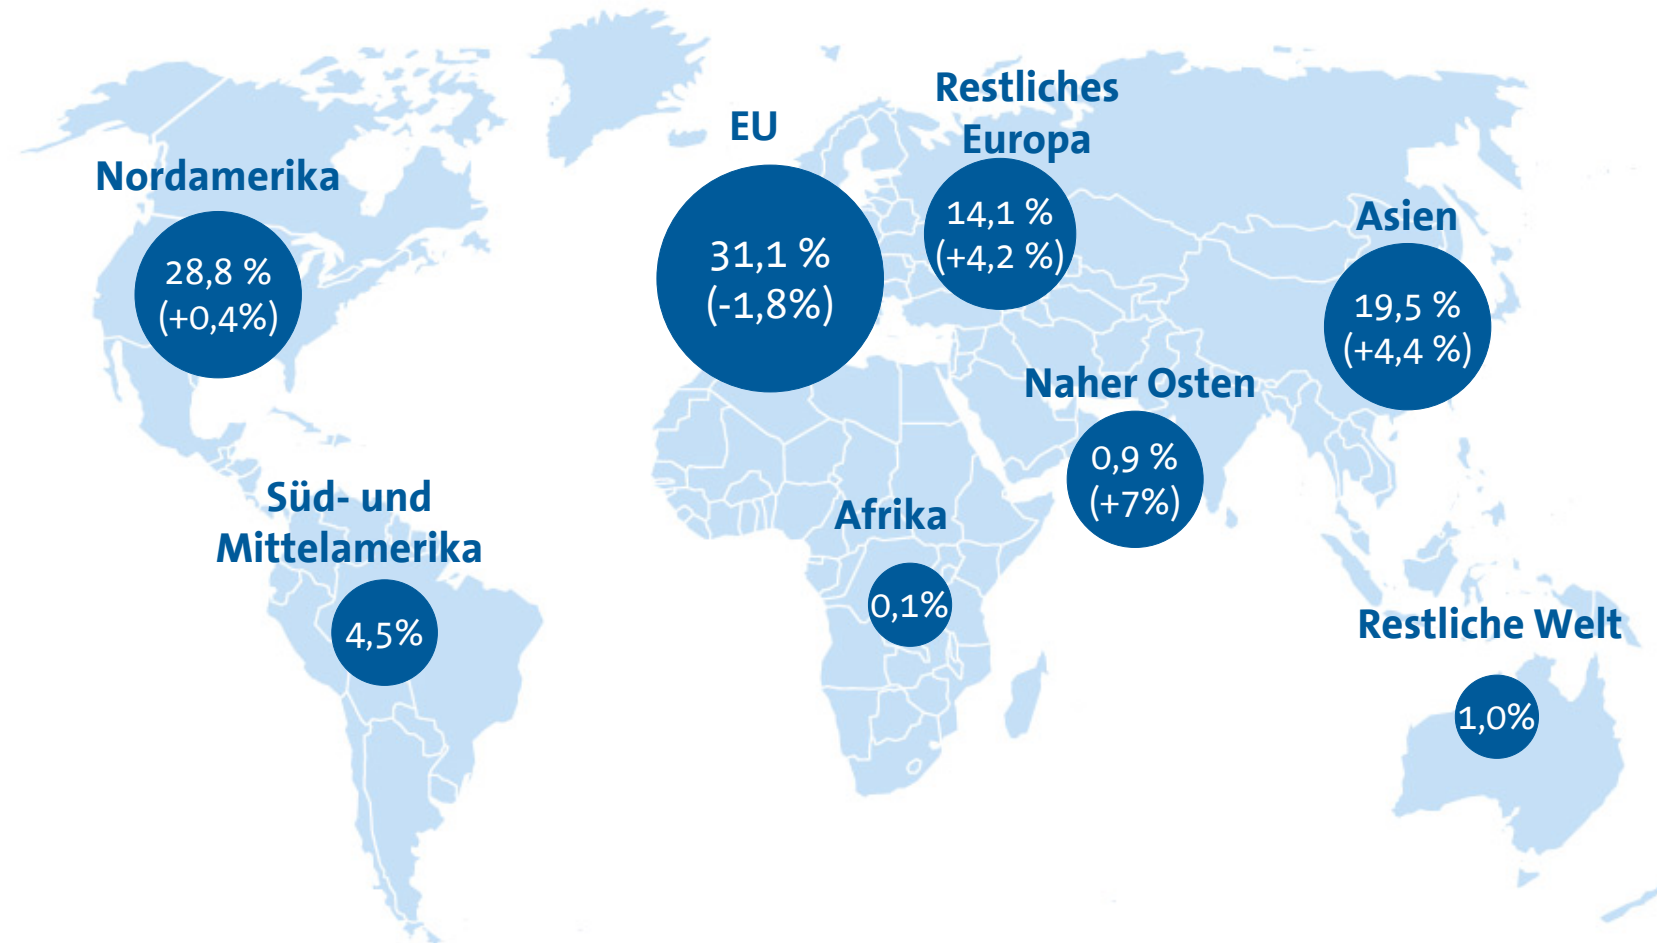 Nordamerika
28,8 %
(+0,4%)
EU
31,1 %
(-1,8%)
Restliches
Europa
14,1 %
(+4,2 %)
Asien
19,5 %
(+4,4 %)
Naher Osten
0,9 %
(+7%)
Süd- und
Mittelamerika
4,5%
Afrika
0,1%
Restliche Welt
1,0%